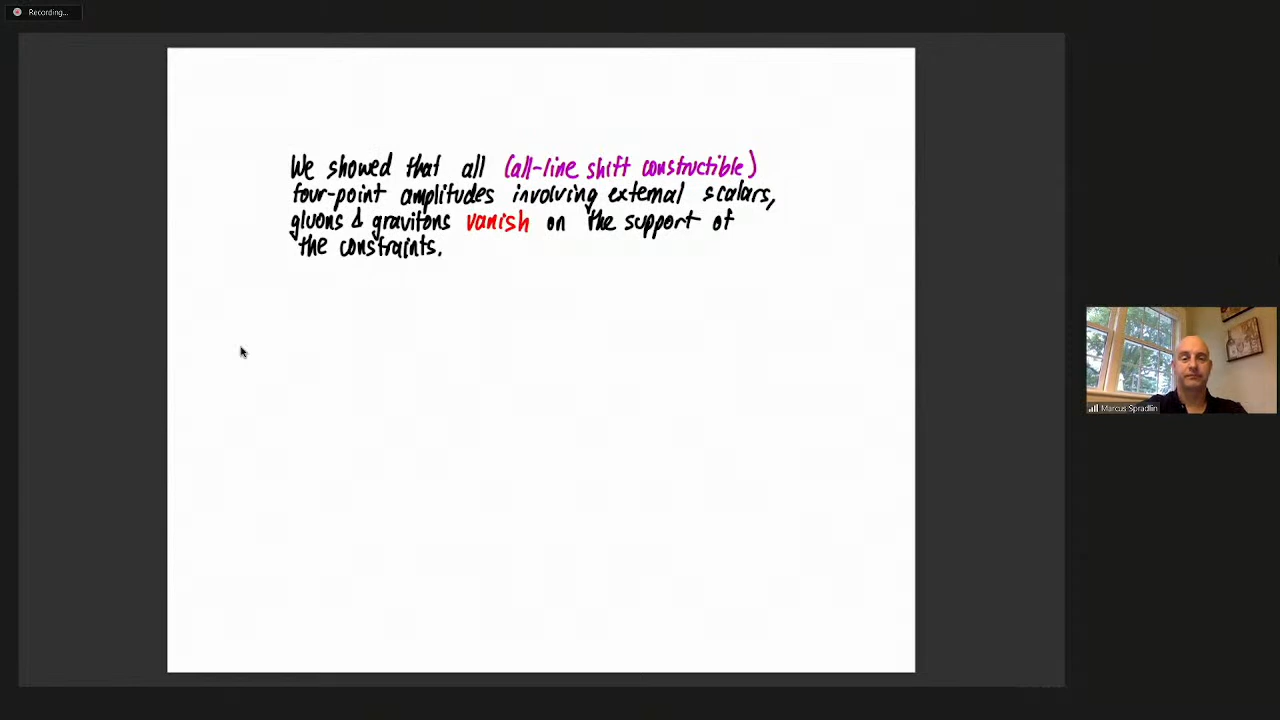 Recording...
We showed that all (all-line shift constructible)
four-point amplitudes involving external scalars,
gluons & gravitons vanish on the support of
the constraints.
Marcus Spradlin